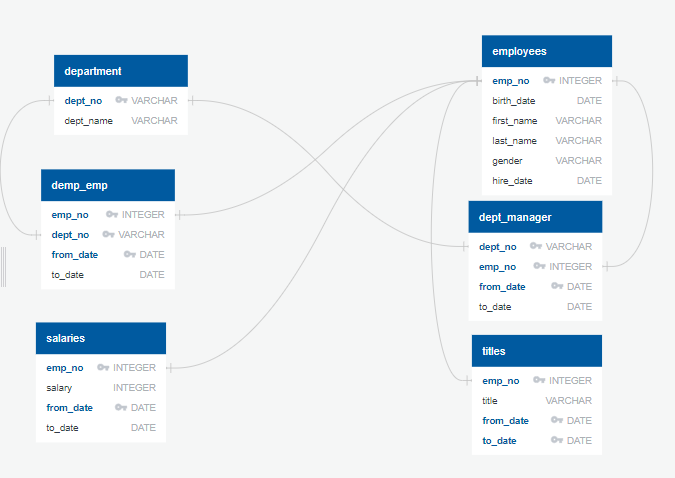 department
dept_no VARCHAR
dept_name VARCHAR
demp_emp
emp_no INTEGER
dept_no VARCHAR
from_date DATE
to_date DATE
salaries
emp_no INTEGER
salary INTEGER
from_date DATE
to_date DATE
employees
emp_no INTEGER
birth_date DATE
first_name VARCHAR
last_name VARCHAR
gender VARCHAR
hire_date DATE
dept_manager
dept_no VARCHAR
emp_no INTEGER
from_date DATE
to_date DATE
titles
emp_no INTEGER
title VARCHAR
from_date DATE
to_date DATE